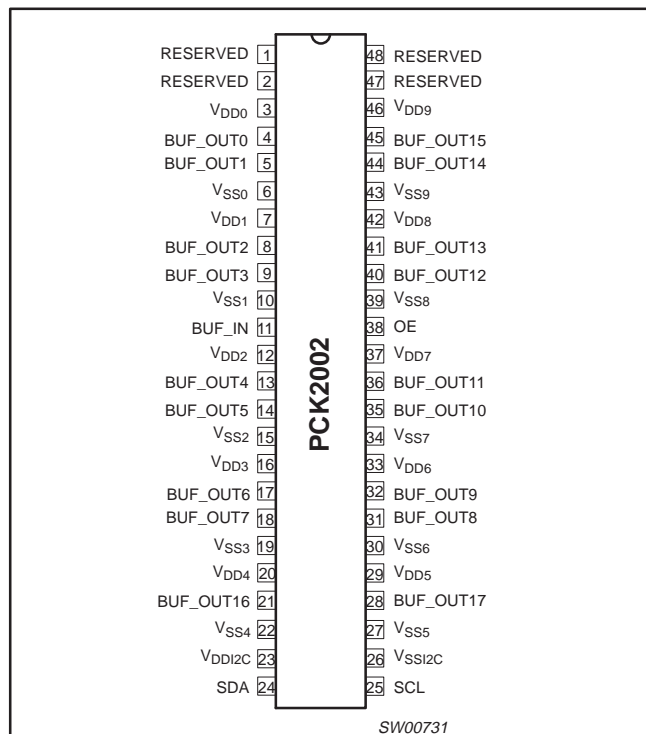 RESERVED 1 48 RESERVED
RESERVED 2 47 RESERVED
VDD0 3 46 VDD9
BUF_OUT0 4 45 BUF_OUT15
BUF_OUT1 5 44 BUF_OUT14
VSS0 6 43 VSS9
VDD1 7 42 VDD8
BUF_OUT2 8 41 BUF_OUT13
BUF_OUT3 9 40 BUF_OUT12
VSS1 10 39 VSS8
BUF_IN 11 38 OE
VDD2 12 37 VDD7
BUF_OUT4 13 36 BUF_OUT11
BUF_OUT5 14 35 BUF_OUT10
VSS2 15 34 VSS7
VDD3 16 33 VDD6
BUF_OUT6 17 32 BUF_OUT9
BUF_OUT7 18 31 BUF_OUT8
VSS3 19 30 VSS6
VDD4 20 29 VDD5
BUF_OUT16 21 28 BUF_OUT17
VSS4 22 27 VSS5
VDDI2C 23 26 VSSI2C
SDA 24 25 SCL
PCK2002
SW00731